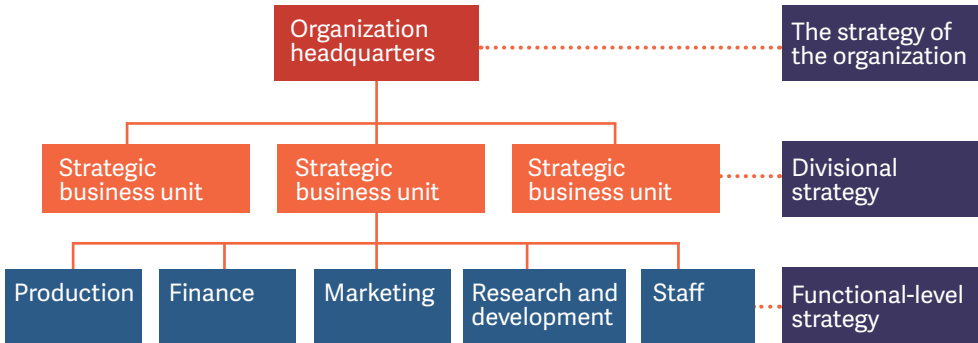 Organization
headquarters
The strategy of
the organization
Strategic
business unit
Strategic
business unit
Strategic
business unit
Divisional
strategy
Production
Finance
Marketing
Research and
development
Staff
Functional-level
strategy